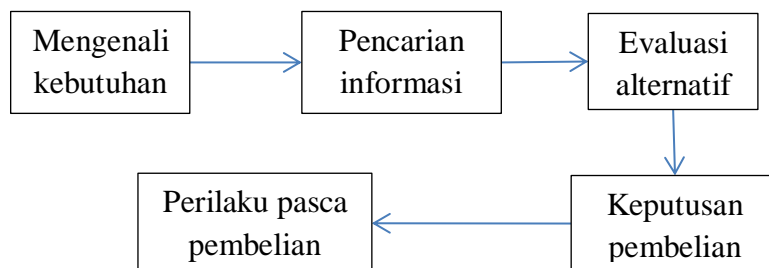 Mengenali
kebutuhan
Pencarian
informasi
Evaluasi
alternatif
Keputusan
pembelian
Perilaku pasca
pembelian